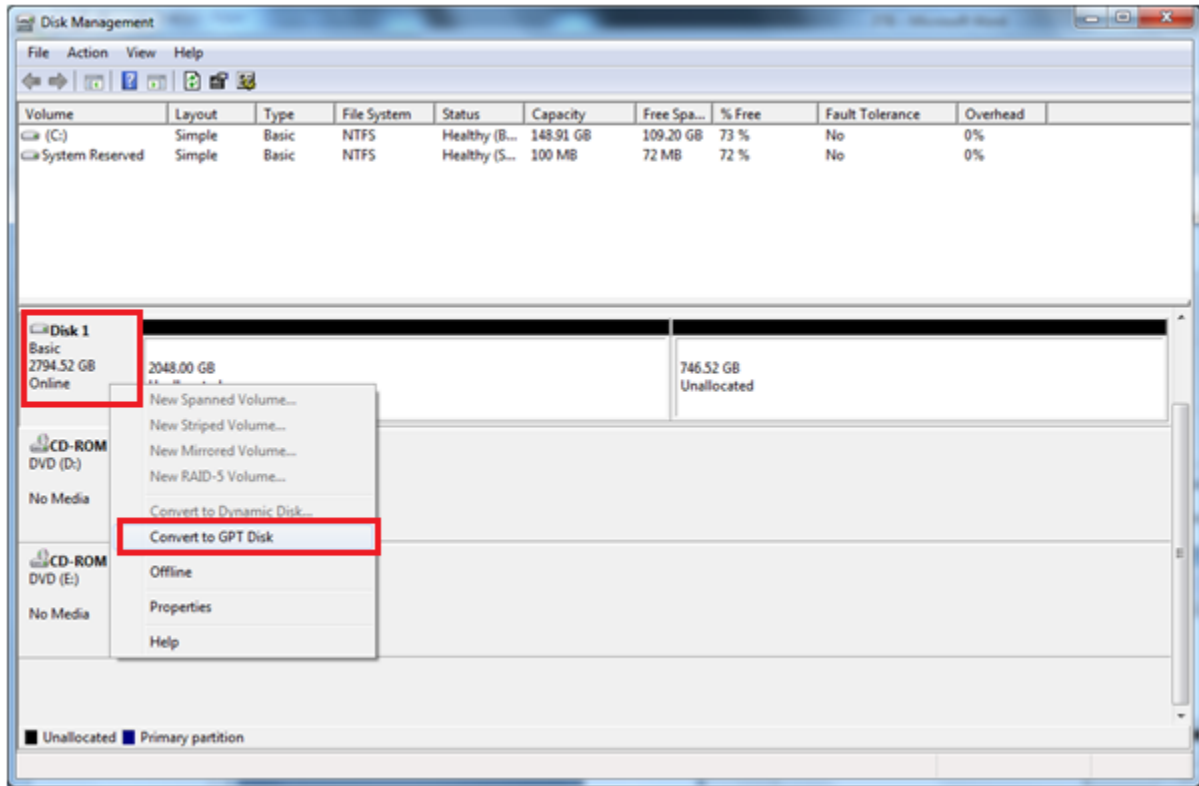 Disk Management
File Action View Help
Volume Layout Type File System Status Capacity Free Spa... % Free Fault Tolerance Overhead
(C:) Simple Basic NTFS Healthy (B... 148.91 GB 109.20 GB 73 % No 0%
System Reserved Simple Basic NTFS Healthy (S... 100 MB 72 MB 72 % No 0%
Disk 1
Basic
2794.52 GB
Online
2048.00 GB
746.52 GB
Unallocated
New Spanned Volume...
New Striped Volume...
New Mirrored Volume...
New RAID-5 Volume...
Convert to Dynamic Disk...
Convert to GPT Disk
Offline
Properties
Help
CD-ROM
DVD (D:)
No Media
CD-ROM
DVD (E:)
No Media
Unallocated Primary partition